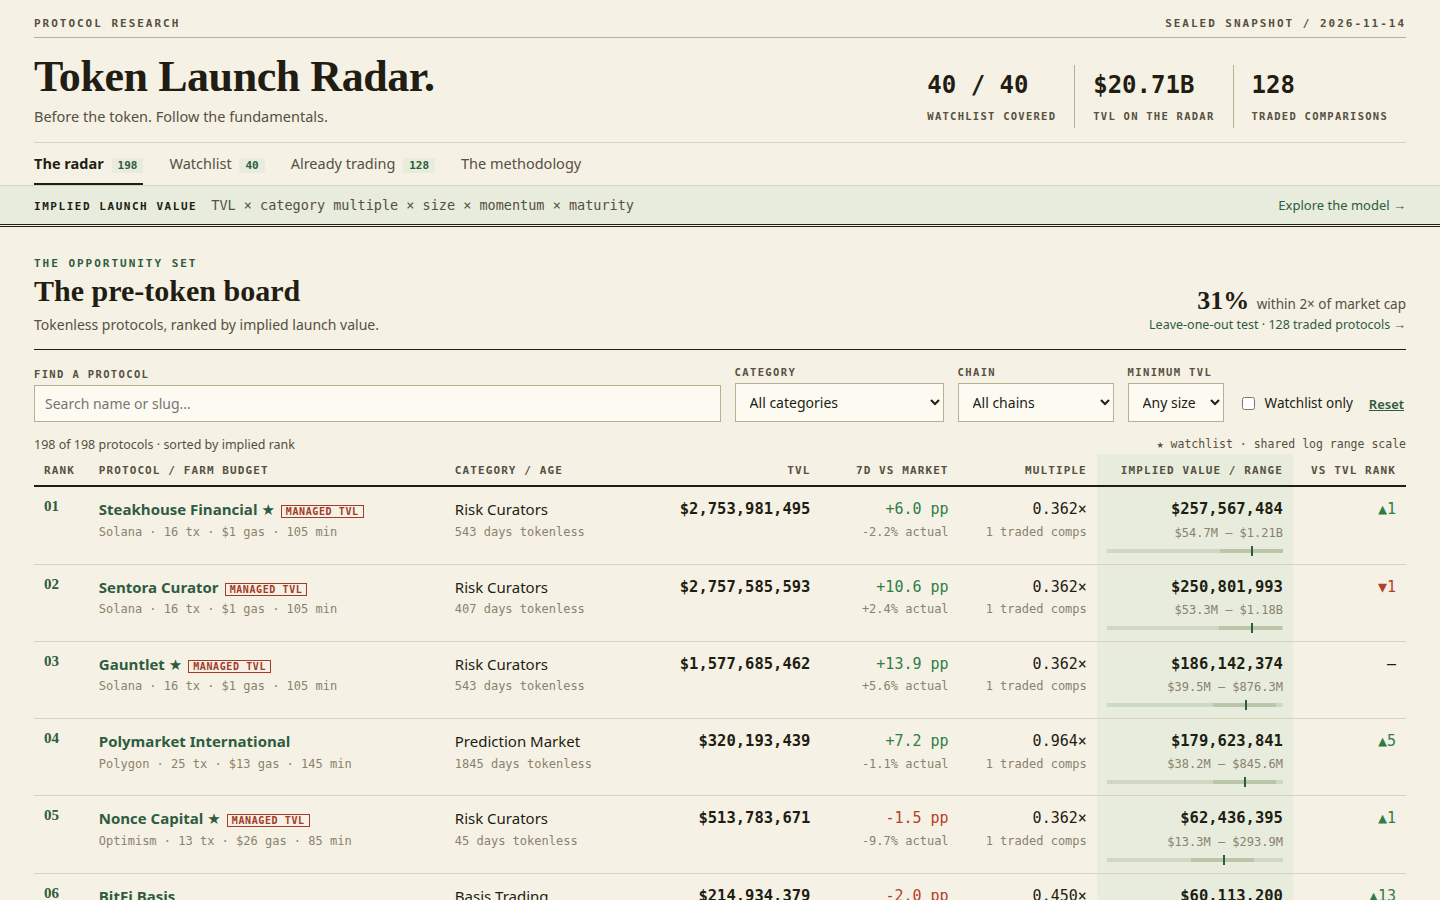 PROTOCOL RESEARCH
SEALED SNAPSHOT / 2026-11-14
Token Launch Radar.
Before the token. Follow the fundamentals.
40 / 40
WATCHLIST COVERED
$20.71B
TVL ON THE RADAR
128
TRADED COMPARISONS
The radar 198 Watchlist 40 Already trading 128 The methodology
IMPLIED LAUNCH VALUE TVL × category multiple × size × momentum × maturity Explore the model →
THE OPPORTUNITY SET
The pre-token board
Tokenless protocols, ranked by implied launch value.
31% within 2× of market cap
Leave-one-out test · 128 traded protocols →
FIND A PROTOCOL CATEGORY CHAIN MINIMUM TVL
Search name or slug... All categories All chains Any size Watchlist only Reset
198 of 198 protocols · sorted by implied rank ★ watchlist · shared log range scale
RANK PROTOCOL / FARM BUDGET CATEGORY / AGE TVL 7D VS MARKET MULTIPLE IMPLIED VALUE / RANGE VS TVL RANK
01 Steakhouse Financial ★ MANAGED TVL Risk Curators $2,753,981,495 +6.0 pp 0.362× $257,567,484 ▲1
Solana · 16 tx · $1 gas · 105 min 543 days tokenless -2.2% actual 1 traded comps $54.7M — $1.21B
02 Sentora Curator MANAGED TVL Risk Curators $2,757,585,593 +10.6 pp 0.362× $250,801,993 ▼1
Solana · 16 tx · $1 gas · 105 min 407 days tokenless +2.4% actual 1 traded comps $53.3M — $1.18B
03 Gauntlet ★ MANAGED TVL Risk Curators $1,577,685,462 +13.9 pp 0.362× $186,142,374 —
Solana · 16 tx · $1 gas · 105 min 543 days tokenless +5.6% actual 1 traded comps $39.5M — $876.3M
04 Polymarket International Prediction Market $320,193,439 +7.2 pp 0.964× $179,623,841 ▲5
Polygon · 25 tx · $13 gas · 145 min 1845 days tokenless -1.1% actual 1 traded comps $38.2M — $845.6M
05 Nonce Capital ★ MANAGED TVL Risk Curators $513,783,671 -1.5 pp 0.362× $62,436,395 ▲1
Optimism · 13 tx · $26 gas · 85 min 45 days tokenless -9.7% actual 1 traded comps $13.3M — $293.9M
06 BitFi Basis Basis Trading $214,934,379 -2.0 pp 0.450× $60,113,200 ▲13